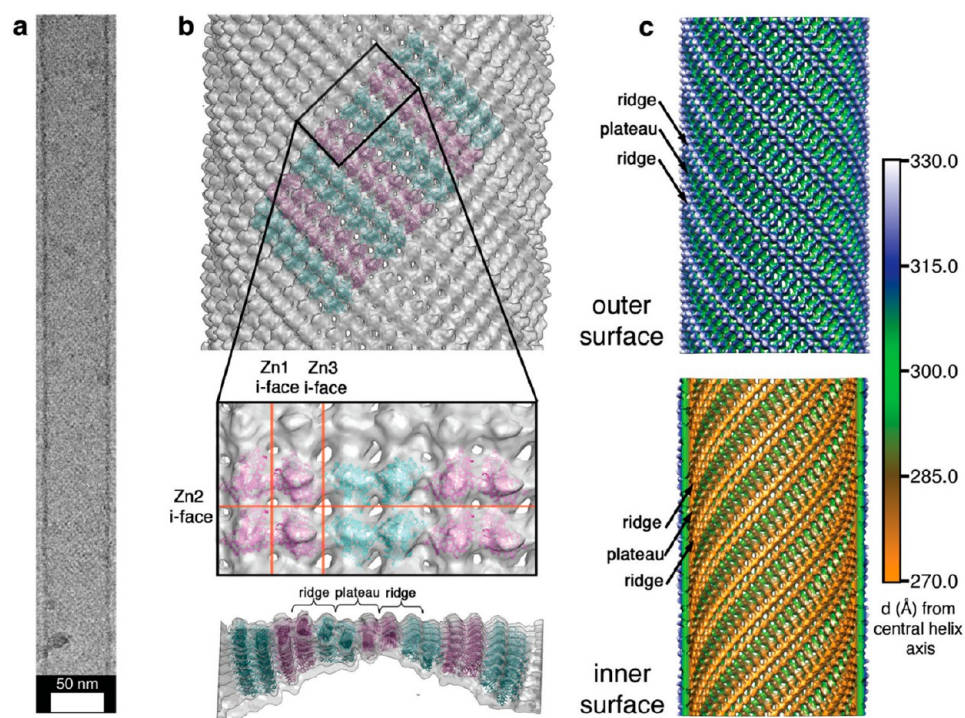 a
50 nm
b
Zn1
i-face
Zn3
i-face
Zn2
i-face
ridge
plateau
ridge
c
ridge
plateau
ridge
outer
surface
ridge
plateau
ridge
inner
surface
330.0
315.0
300.0
285.0
270.0
d (Å) from
central helix
axis